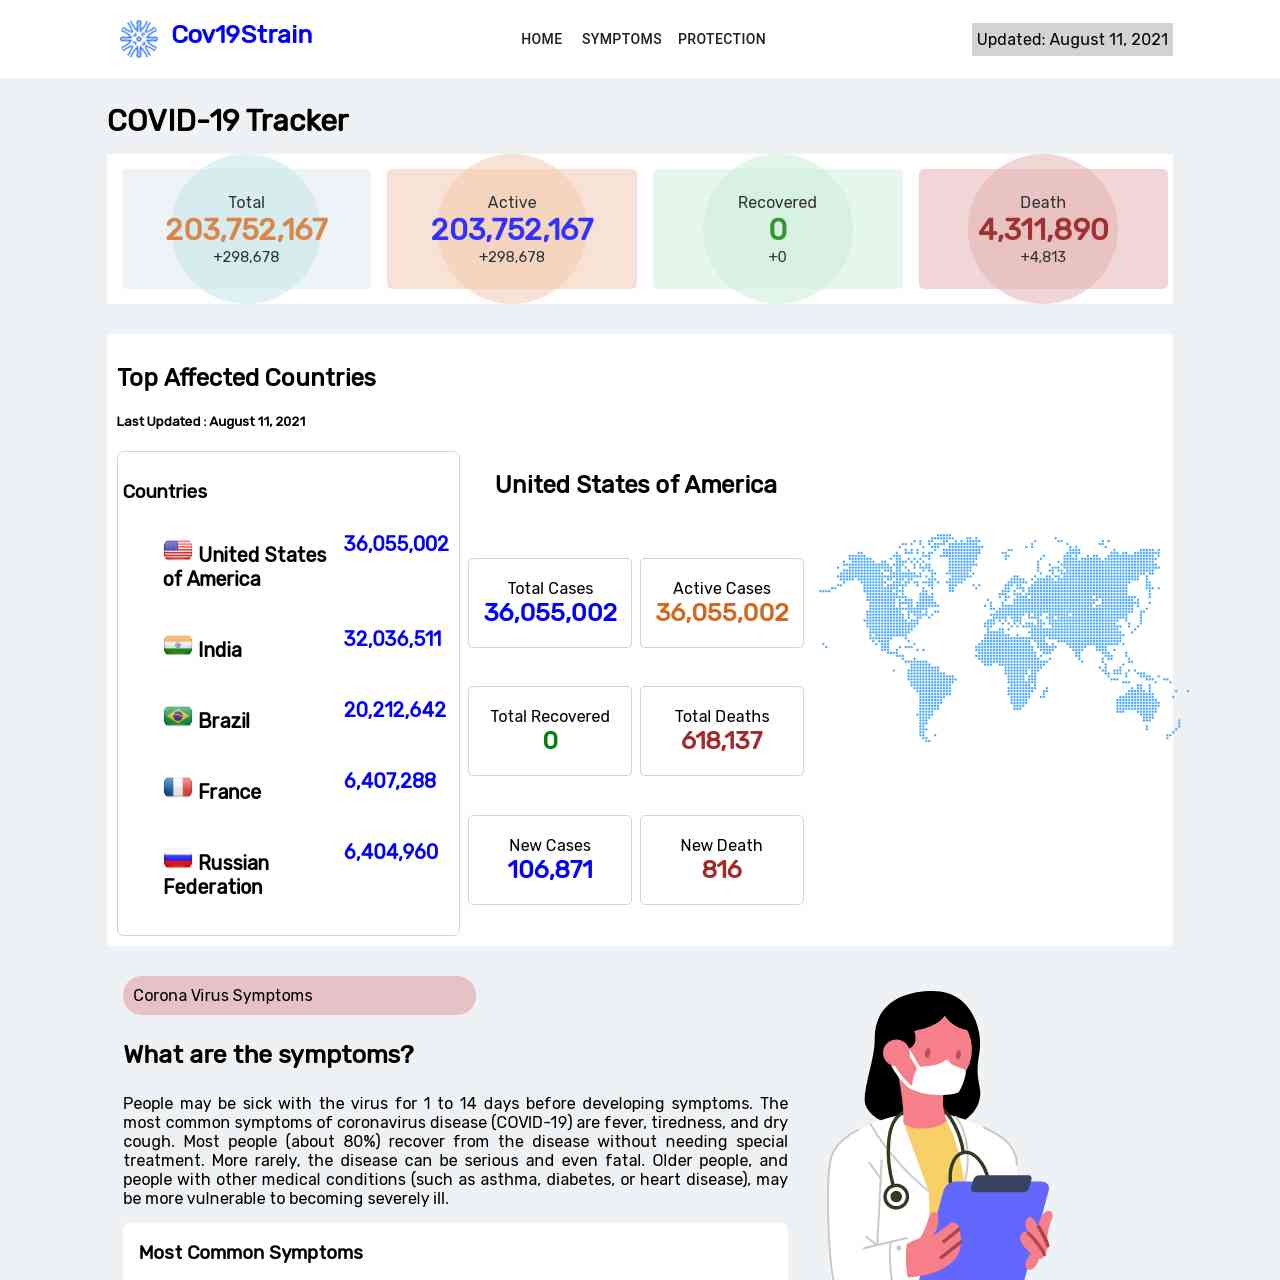 Cov19Strain
HOME SYMPTOMS PROTECTION
Updated: August 11, 2021
COVID-19 Tracker
Total
203,752,167
+298,678
Active
203,752,167
+298,678
Recovered
0
+0
Death
4,311,890
+4,813
Top Affected Countries
Last Updated : August 11, 2021
Countries
United States
of America
36,055,002
India
32,036,511
Brazil
20,212,642
France
6,407,288
Russian
Federation
6,404,960
United States of America
Total Cases
36,055,002
Active Cases
36,055,002
Total Recovered
0
Total Deaths
618,137
New Cases
106,871
New Death
816
Corona Virus Symptoms
What are the symptoms?
People may be sick with the virus for 1 to 14 days before developing symptoms. The
most common symptoms of coronavirus disease (COVID-19) are fever, tiredness, and dry
cough. Most people (about 80%) recover from the disease without needing special
treatment. More rarely, the disease can be serious and even fatal. Older people, and
people with other medical conditions (such as asthma, diabetes, or heart disease), may
be more vulnerable to becoming severely ill.
Most Common Symptoms